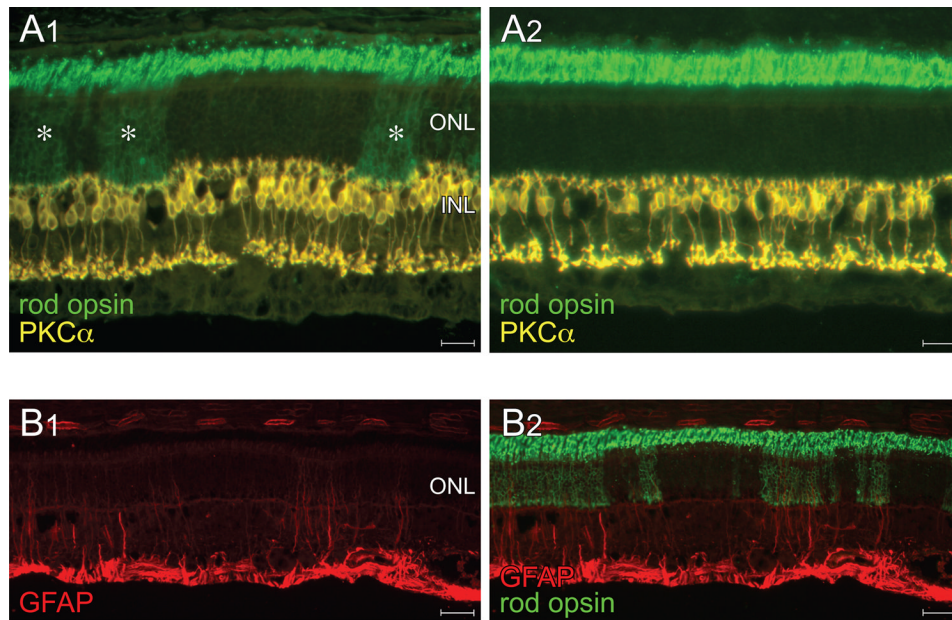 A1
*
*
*
ONL
INL
rod opsin
PKCα
A2
rod opsin
PKCα
B1
ONL
GFAP
B2
GFAP
rod opsin